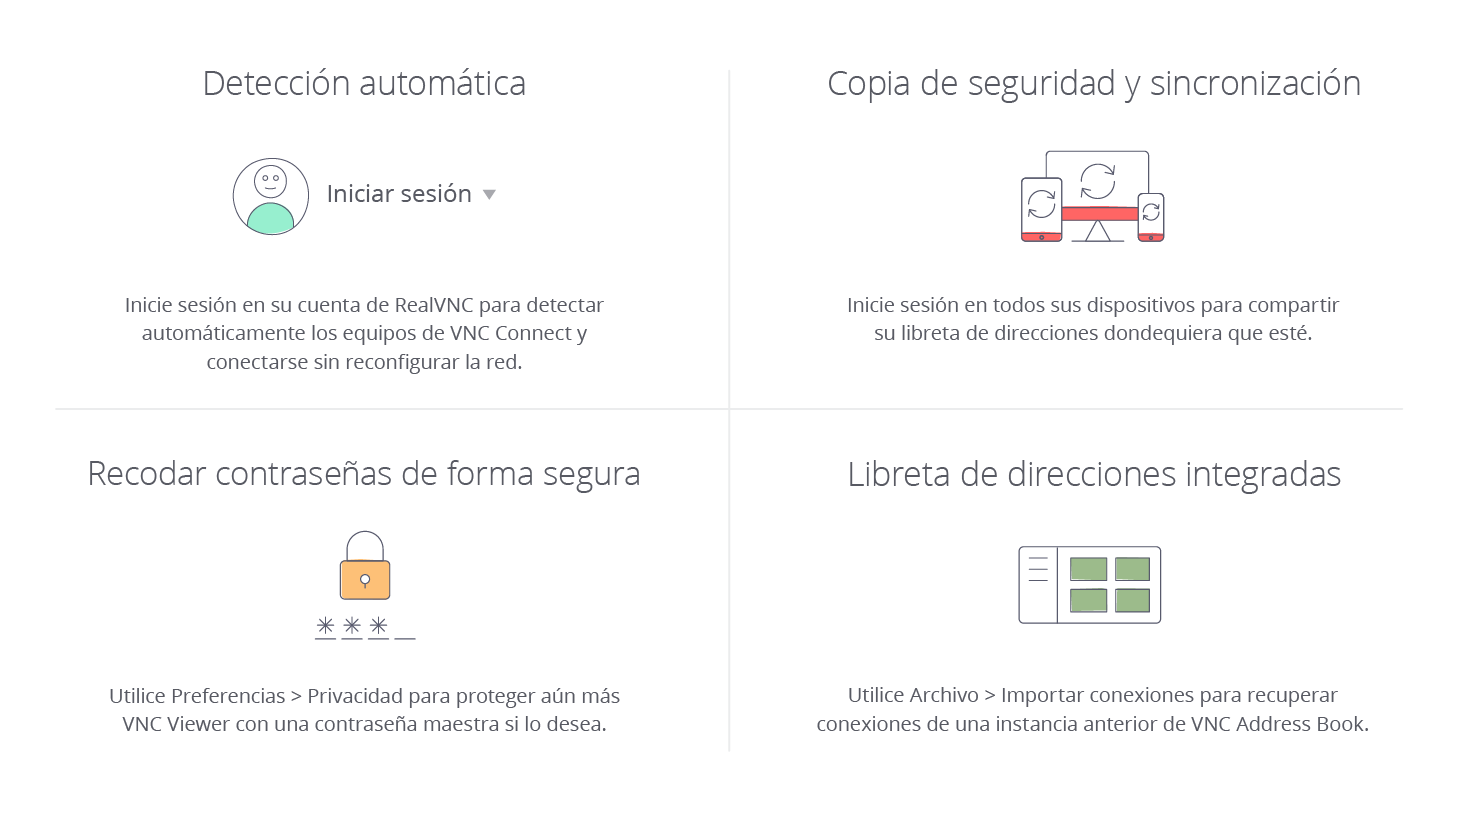 Detección automática
Iniciar sesión
Inicie sesión en su cuenta de RealVNC para detectar
automáticamente los equipos de VNC Connect y
conectarse sin reconfigurar la red.
Copia de seguridad y sincronización
Inicie sesión en todos sus dispositivos para compartir
su libreta de direcciones dondequiera que esté.
Recodar contraseñas de forma segura
Utilice Preferencias > Privacidad para proteger aún más
VNC Viewer con una contraseña maestra si lo desea.
Libreta de direcciones integradas
Utilice Archivo > Importar conexiones para recuperar
conexiones de una instancia anterior de VNC Address Book.